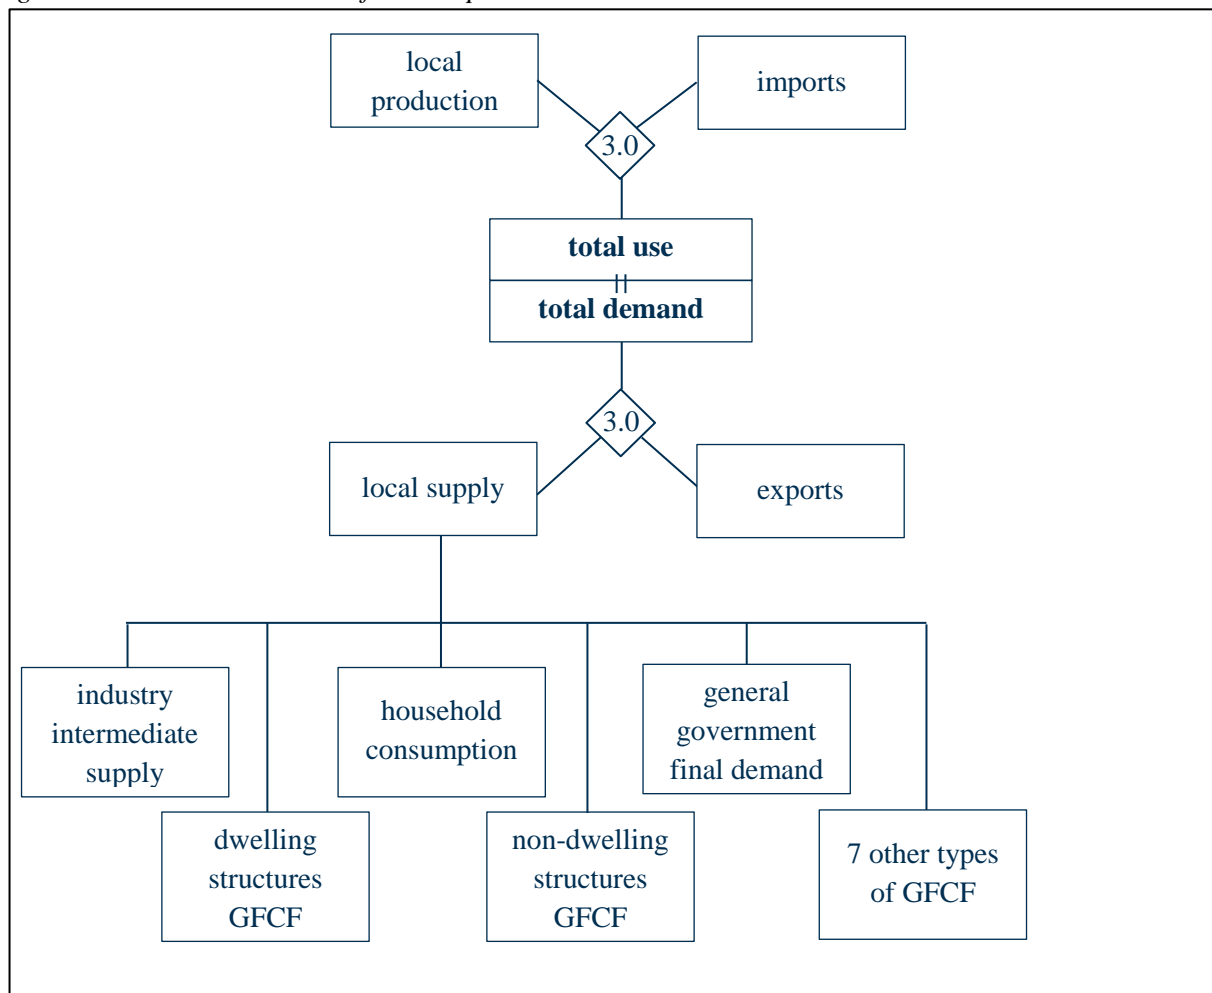 local
production
imports
3.0
total use
total demand
3.0
local supply
exports
industry
intermediate
supply
household
consumption
general
government
final demand
dwelling
structures
GFCF
non-dwelling
structures
GFCF
7 other types
of GFCF